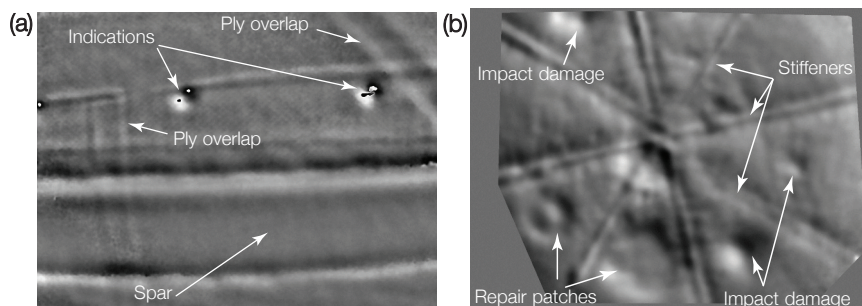 (a)
Indications
Ply overlap
Ply overlap
Spar
(b)
Impact damage
Stiffeners
Repair patches
Impact damage